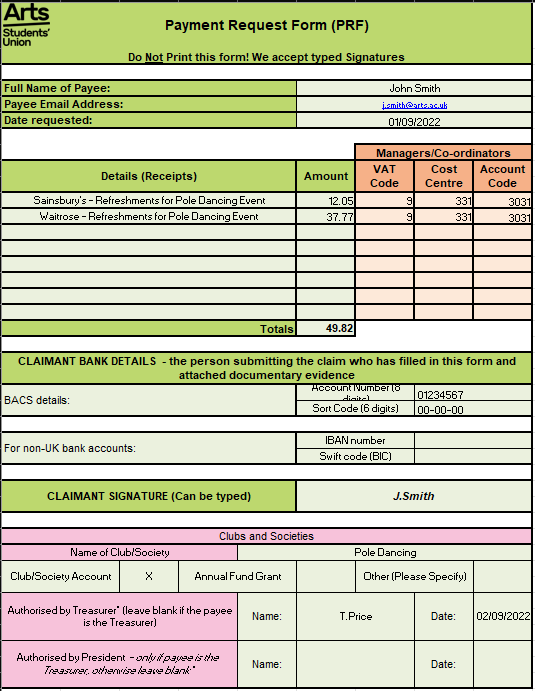 Arts
Students'
Union
Payment Request Form (PRF)
Do Not Print this form! We accept typed Signatures
Full Name of Payee: John Smith
Payee Email Address: j.smith@arts.ac.uk
Date requested: 01/09/2022
Managers/Co-ordinators
Details (Receipts) Amount VAT Code Cost Centre Account Code
Sainsbury's - Refreshments for Pole Dancing Event 12.05 9 331 3031
Waitrose - Refreshments for Pole Dancing Event 37.77 9 331 3031
Totals 49.82
CLAIMANT BANK DETAILS - the person submitting the claim who has filled in this form and
attached documentary evidence
BACS details:
Account Number (8 digits) 01234567
Sort Code (6 digits) 00-00-00
For non-UK bank accounts:
IBAN number
Swift code (BIC)
CLAIMANT SIGNATURE (Can be typed) J.Smith
Clubs and Societies
Name of Club/Society Pole Dancing
Club/Society Account X Annual Fund Grant Other (Please Specify)
Authorised by Treasurer* (leave blank if the payee
is the Treasurer)
Name: T.Price Date: 02/09/2022
Authorised by President - only if payee is the
Treasurer, otherwise leave blank*
Name: Date: